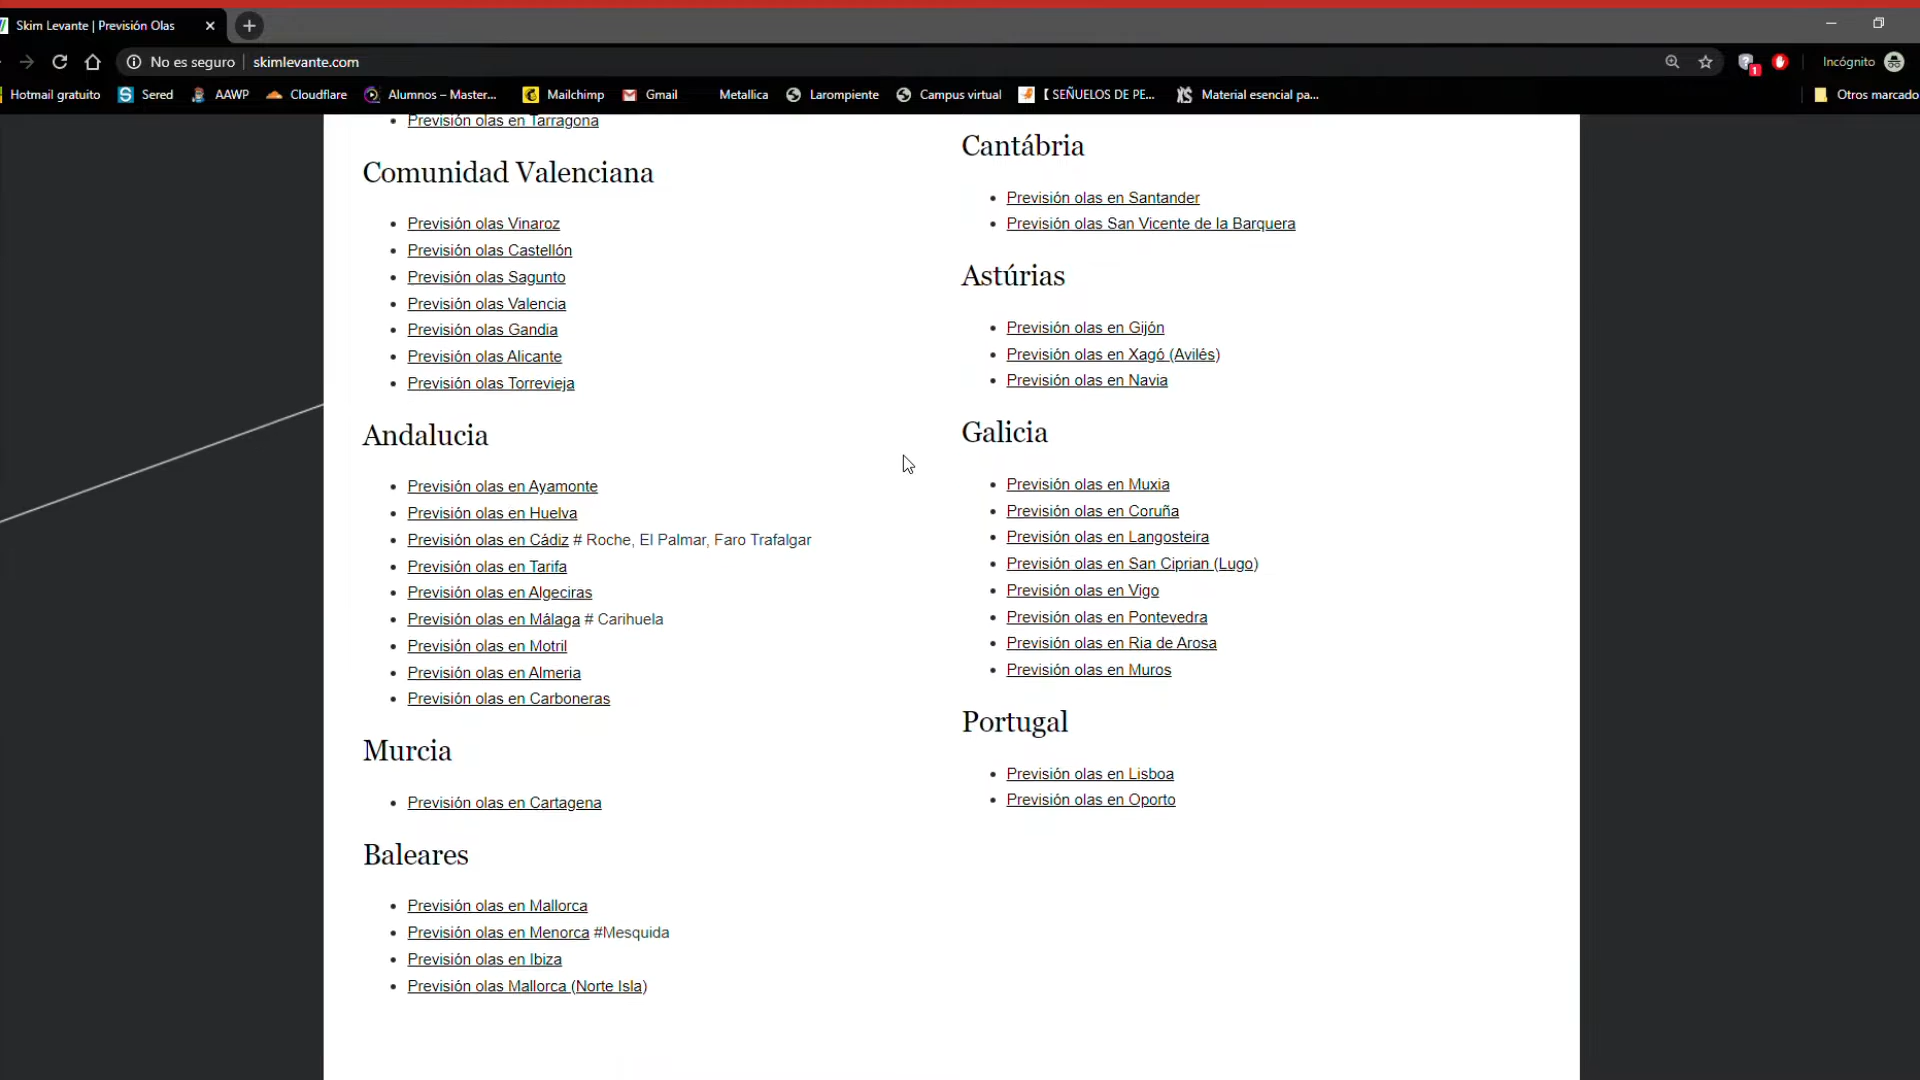 Skim Levante | Previsión Olas
No es seguro
skimlevante.com
Incógnito
Hotmail gratuito
Sered
AAWP
Cloudflare
Alumnos – Master...
Mailchimp
Gmail
Metallica
Larompiente
Campus virtual
【 SEÑUELOS DE PE...
Material esencial pa...
Otros marcado
Previsión olas en Tarragona
Comunidad Valenciana
Previsión olas Vinaroz
Previsión olas Castellón
Previsión olas Sagunto
Previsión olas Valencia
Previsión olas Gandia
Previsión olas Alicante
Previsión olas Torrevieja
Andalucia
Previsión olas en Ayamonte
Previsión olas en Huelva
Previsión olas en Cádiz # Roche, El Palmar, Faro Trafalgar
Previsión olas en Tarifa
Previsión olas en Algeciras
Previsión olas en Málaga # Carihuela
Previsión olas en Motril
Previsión olas en Almeria
Previsión olas en Carboneras
Murcia
Previsión olas en Cartagena
Baleares
Previsión olas en Mallorca
Previsión olas en Menorca #Mesquida
Previsión olas en Ibiza
Previsión olas Mallorca (Norte Isla)
Cantábria
Previsión olas en Santander
Previsión olas San Vicente de la Barquera
Astúrias
Previsión olas en Gijón
Previsión olas en Xagó (Avilés)
Previsión olas en Navia
Galicia
Previsión olas en Muxia
Previsión olas en Coruña
Previsión olas en Langosteira
Previsión olas en San Ciprian (Lugo)
Previsión olas en Vigo
Previsión olas en Pontevedra
Previsión olas en Ria de Arosa
Previsión olas en Muros
Portugal
Previsión olas en Lisboa
Previsión olas en Oporto